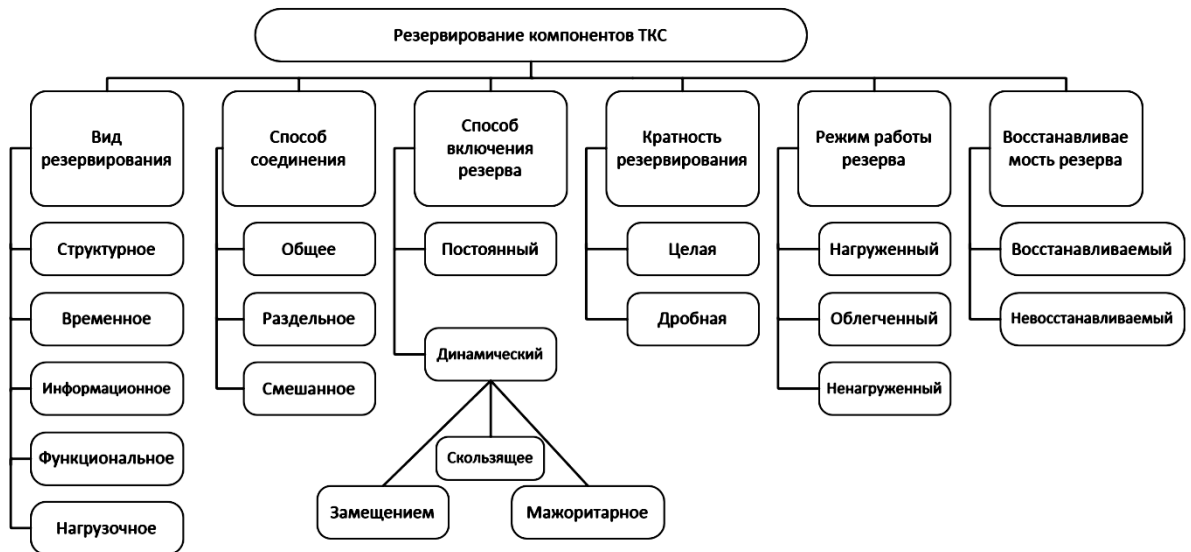 Резервирование компонентов ТКС
Вид
резервирования
Структурное
Временное
Информационное
Функциональное
Нагрузочное
Способ
соединения
Общее
Раздельное
Смешанное
Способ
включения
резерва
Постоянный
Динамический
Скользящее
Замещением
Мажоритарное
Кратность
резервирования
Целая
Дробная
Режим работы
резерва
Нагруженный
Облегченный
Ненагруженный
Восстанавливае
мость резерва
Восстанавливаемый
Невосстанавливаемый